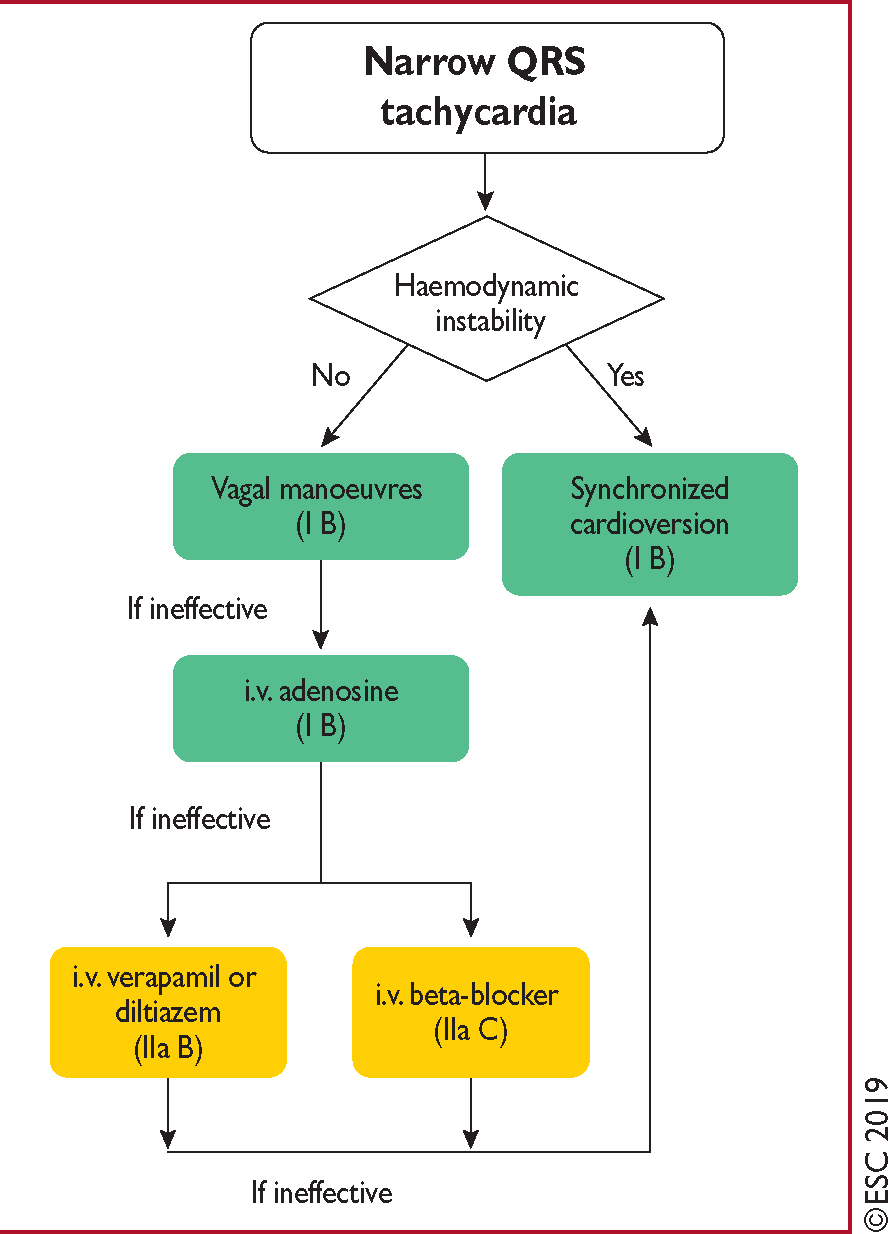 Narrow QRS
tachycardia
Haemodynamic
instability
No
Yes
Vagal manoeuvres
(I B)
Synchronized
cardioversion
(I B)
If ineffective
i.v. adenosine
(I B)
If ineffective
i.v. verapamil or
diltiazem
(IIa B)
i.v. beta-blocker
(IIa C)
If ineffective
©ESC 2019